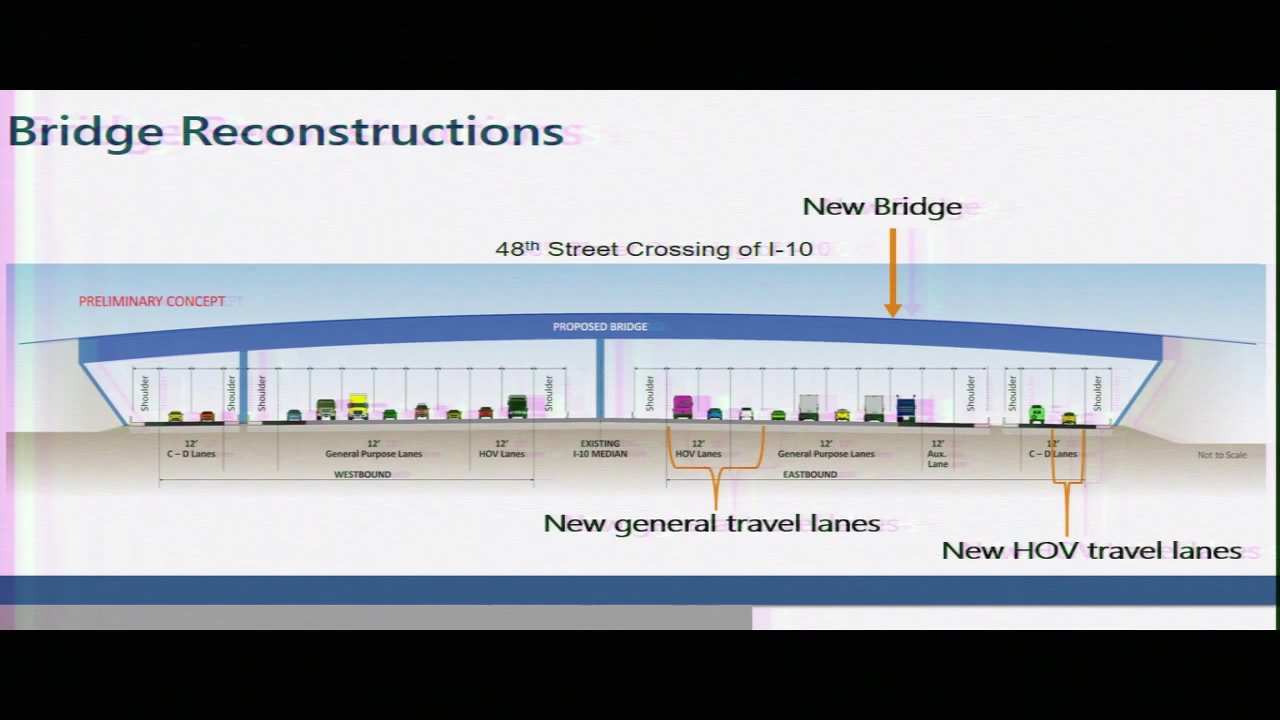 Bridge Reconstructions
New Bridge
48th Street Crossing of I-10
PRELIMINARY CONCEPT
PROPOSED BRIDGE
Shoulder
Shoulder
Shoulder
Shoulder
Shoulder
Shoulder
Shoulder
Shoulder
12'
C – D Lanes
12'
General Purpose Lanes
12'
HOV Lanes
EXISTING
I-10 MEDIAN
12'
HOV Lanes
12'
General Purpose Lanes
12'
Aux.
Lane
12'
C – D Lanes
Not to Scale
WESTBOUND
EASTBOUND
New general travel lanes
New HOV travel lanes